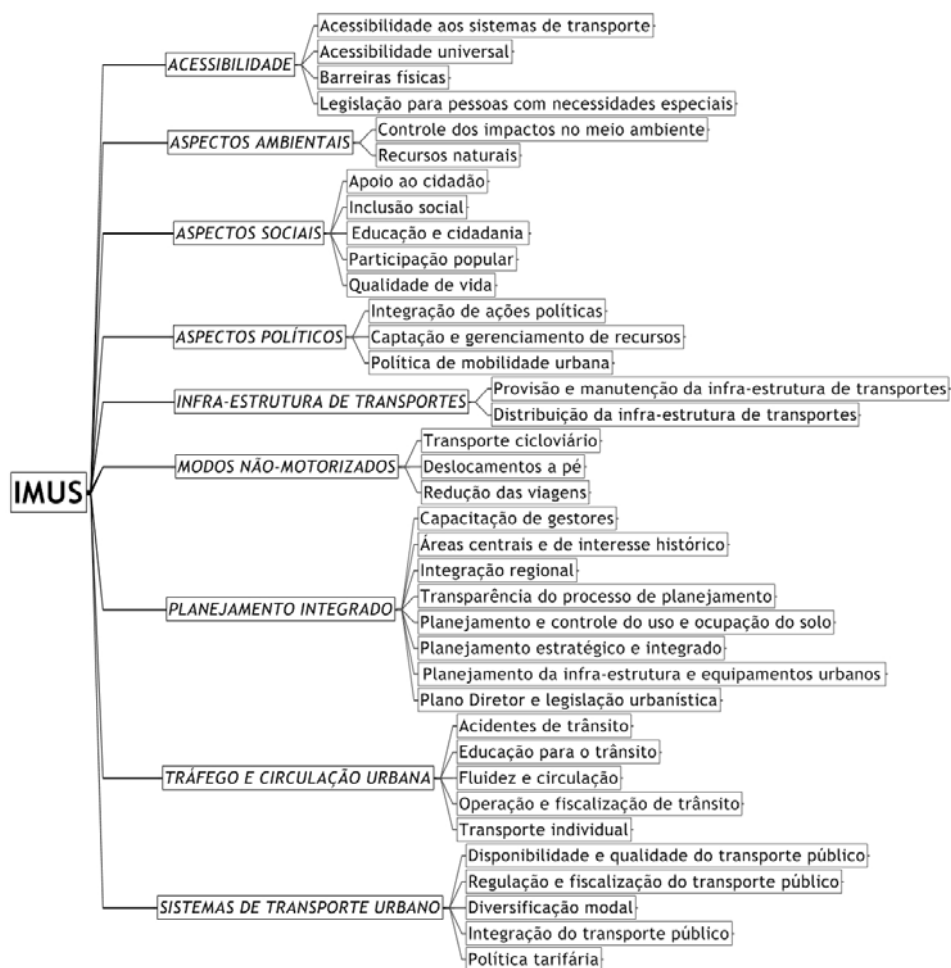 IMUS
ACESSIBILIDADE
Acessibilidade aos sistemas de transporte
Acessibilidade universal
Barreiras físicas
Legislação para pessoas com necessidades especiais
ASPECTOS AMBIENTAIS
Controle dos impactos no meio ambiente
Recursos naturais
ASPECTOS SOCIAIS
Apoio ao cidadão
Inclusão social
Educação e cidadania
Participação popular
Qualidade de vida
ASPECTOS POLÍTICOS
Integração de ações políticas
Captação e gerenciamento de recursos
Política de mobilidade urbana
INFRA-ESTRUTURA DE TRANSPORTES
Provisão e manutenção da infra-estrutura de transportes
Distribuição da infra-estrutura de transportes
MODOS NÃO-MOTORIZADOS
Transporte cicloviário
Deslocamentos a pé
Redução das viagens
PLANEJAMENTO INTEGRADO
Capacitação de gestores
Áreas centrais e de interesse histórico
Integração regional
Transparência do processo de planejamento
Planejamento e controle do uso e ocupação do solo
Planejamento estratégico e integrado
Planejamento da infra-estrutura e equipamentos urbanos
Plano Diretor e legislação urbanística
TRÁFEGO E CIRCULAÇÃO URBANA
Acidentes de trânsito
Educação para o trânsito
Fluidez e circulação
Operação e fiscalização de trânsito
Transporte individual
SISTEMAS DE TRANSPORTE URBANO
Disponibilidade e qualidade do transporte público
Regulação e fiscalização do transporte público
Diversificação modal
Integração do transporte público
Política tarifária